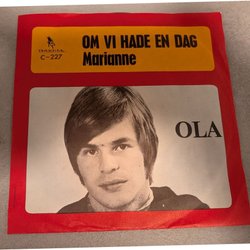 C-227
OM VI HADE EN DAG
Marianne
OLA